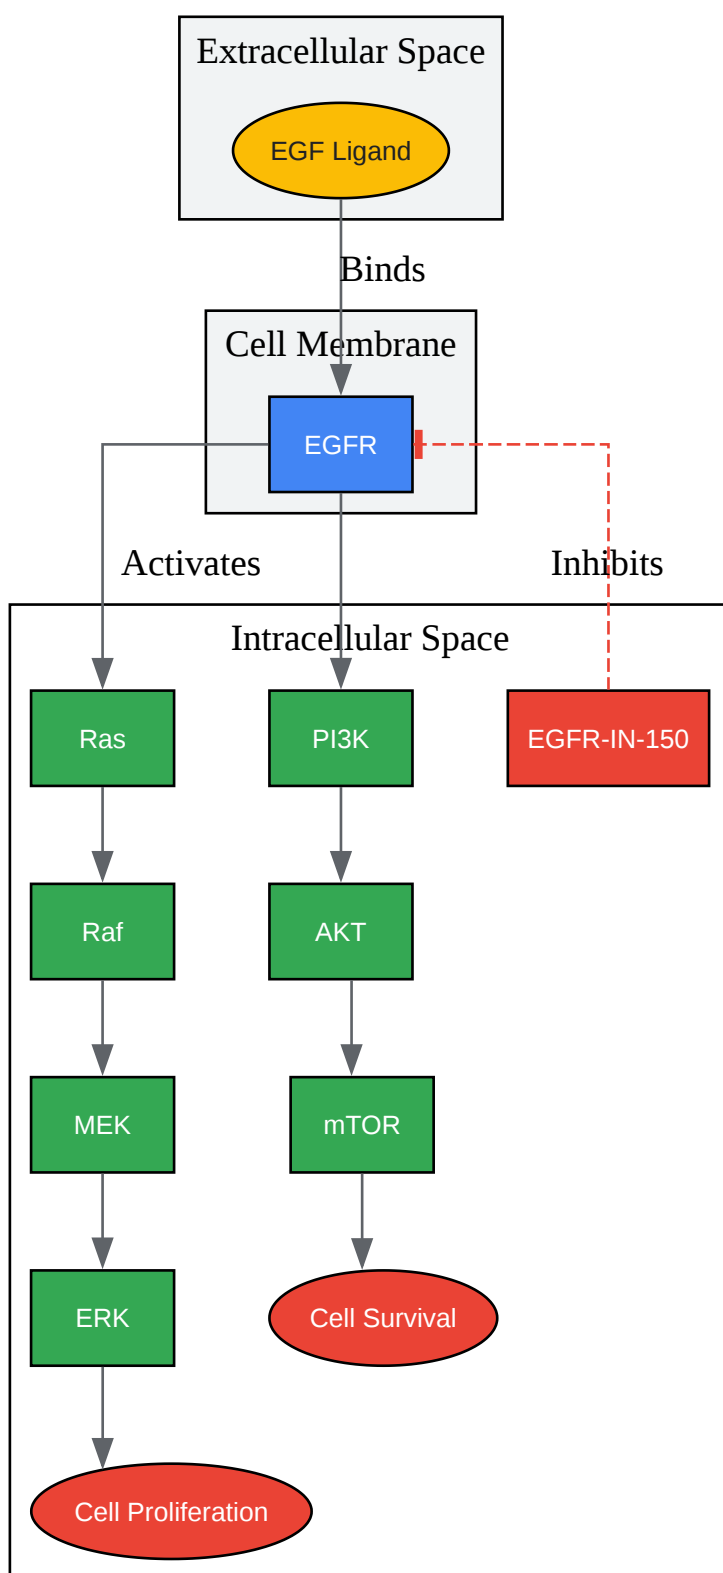 Extracellular Space
EGF Ligand
Binds
Cell Membrane
EGFR
Activates
Inhibits
Intracellular Space
Ras
PI3K
EGFR-IN-150
Raf
AKT
MEK
mTOR
ERK
Cell Survival
Cell Proliferation